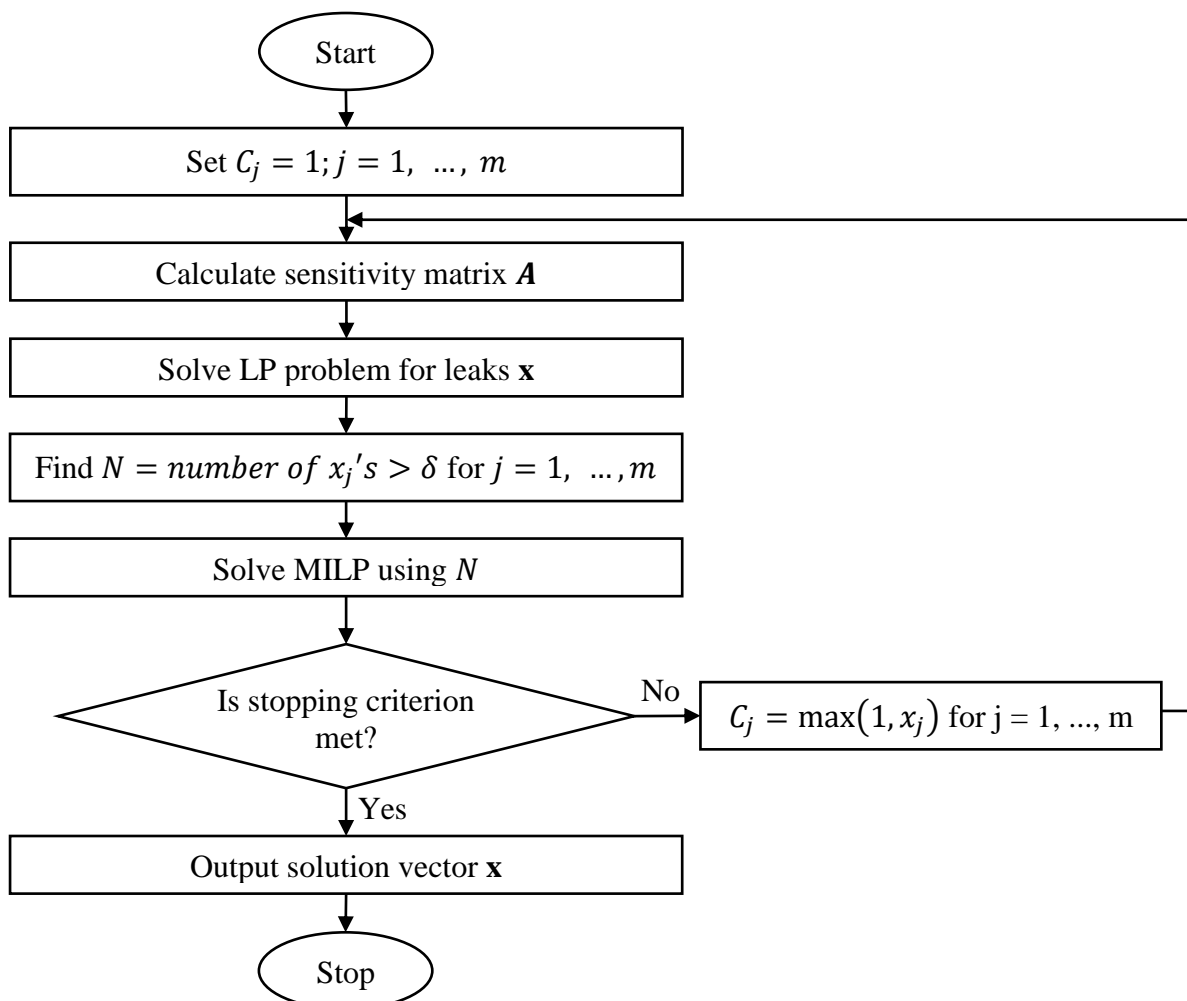 Start
Set C_j = 1; j = 1, …, m
Calculate sensitivity matrix A
Solve LP problem for leaks x
Find N = number of x_j's > δ for j = 1, …, m
Solve MILP using N
Is stopping criterion
met?
No
C_j = max(1, x_j) for j = 1, ..., m
Yes
Output solution vector x
Stop